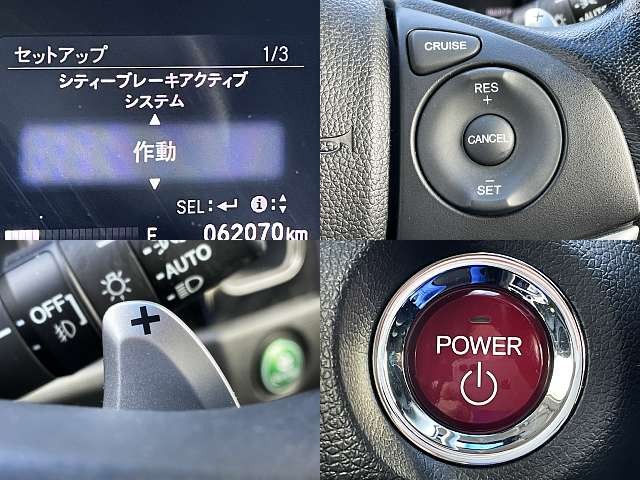 セットアップ 1/3
シティーブレーキアクティブ
システム
作動
SEL:
i:
F 062070km
CRUISE
RES
+
CANCEL
−
SET
AUTO
OFF
+
POWER